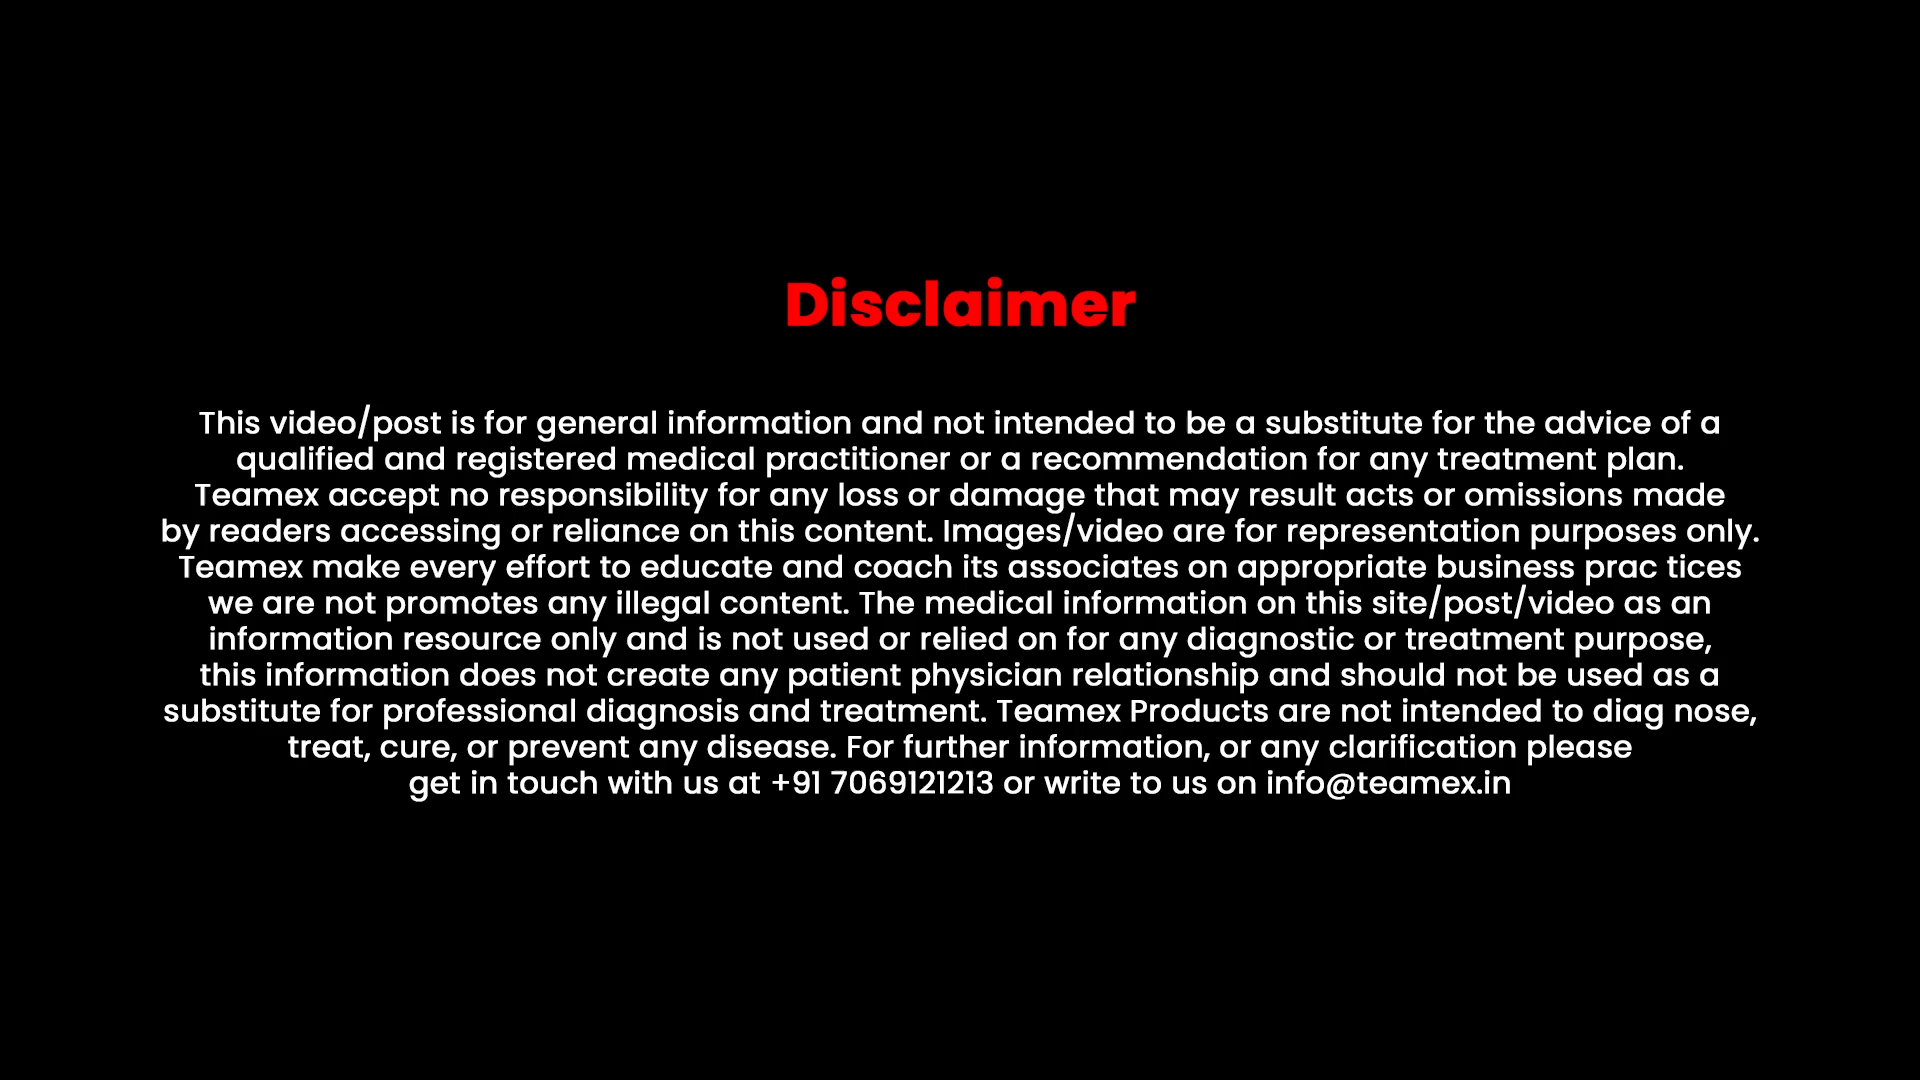 Disclaimer
This video/post is for general information and not intended to be a substitute for the advice of a
qualified and registered medical practitioner or a recommendation for any treatment plan.
Teamex accept no responsibility for any loss or damage that may result acts or omissions made
by readers accessing or reliance on this content. Images/video are for representation purposes only.
Teamex make every effort to educate and coach its associates on appropriate business prac tices
we are not promotes any illegal content. The medical information on this site/post/video as an
information resource only and is not used or relied on for any diagnostic or treatment purpose,
this information does not create any patient physician relationship and should not be used as a
substitute for professional diagnosis and treatment. Teamex Products are not intended to diag nose,
treat, cure, or prevent any disease. For further information, or any clarification please
get in touch with us at +91 7069121213 or write to us on info@teamex.in